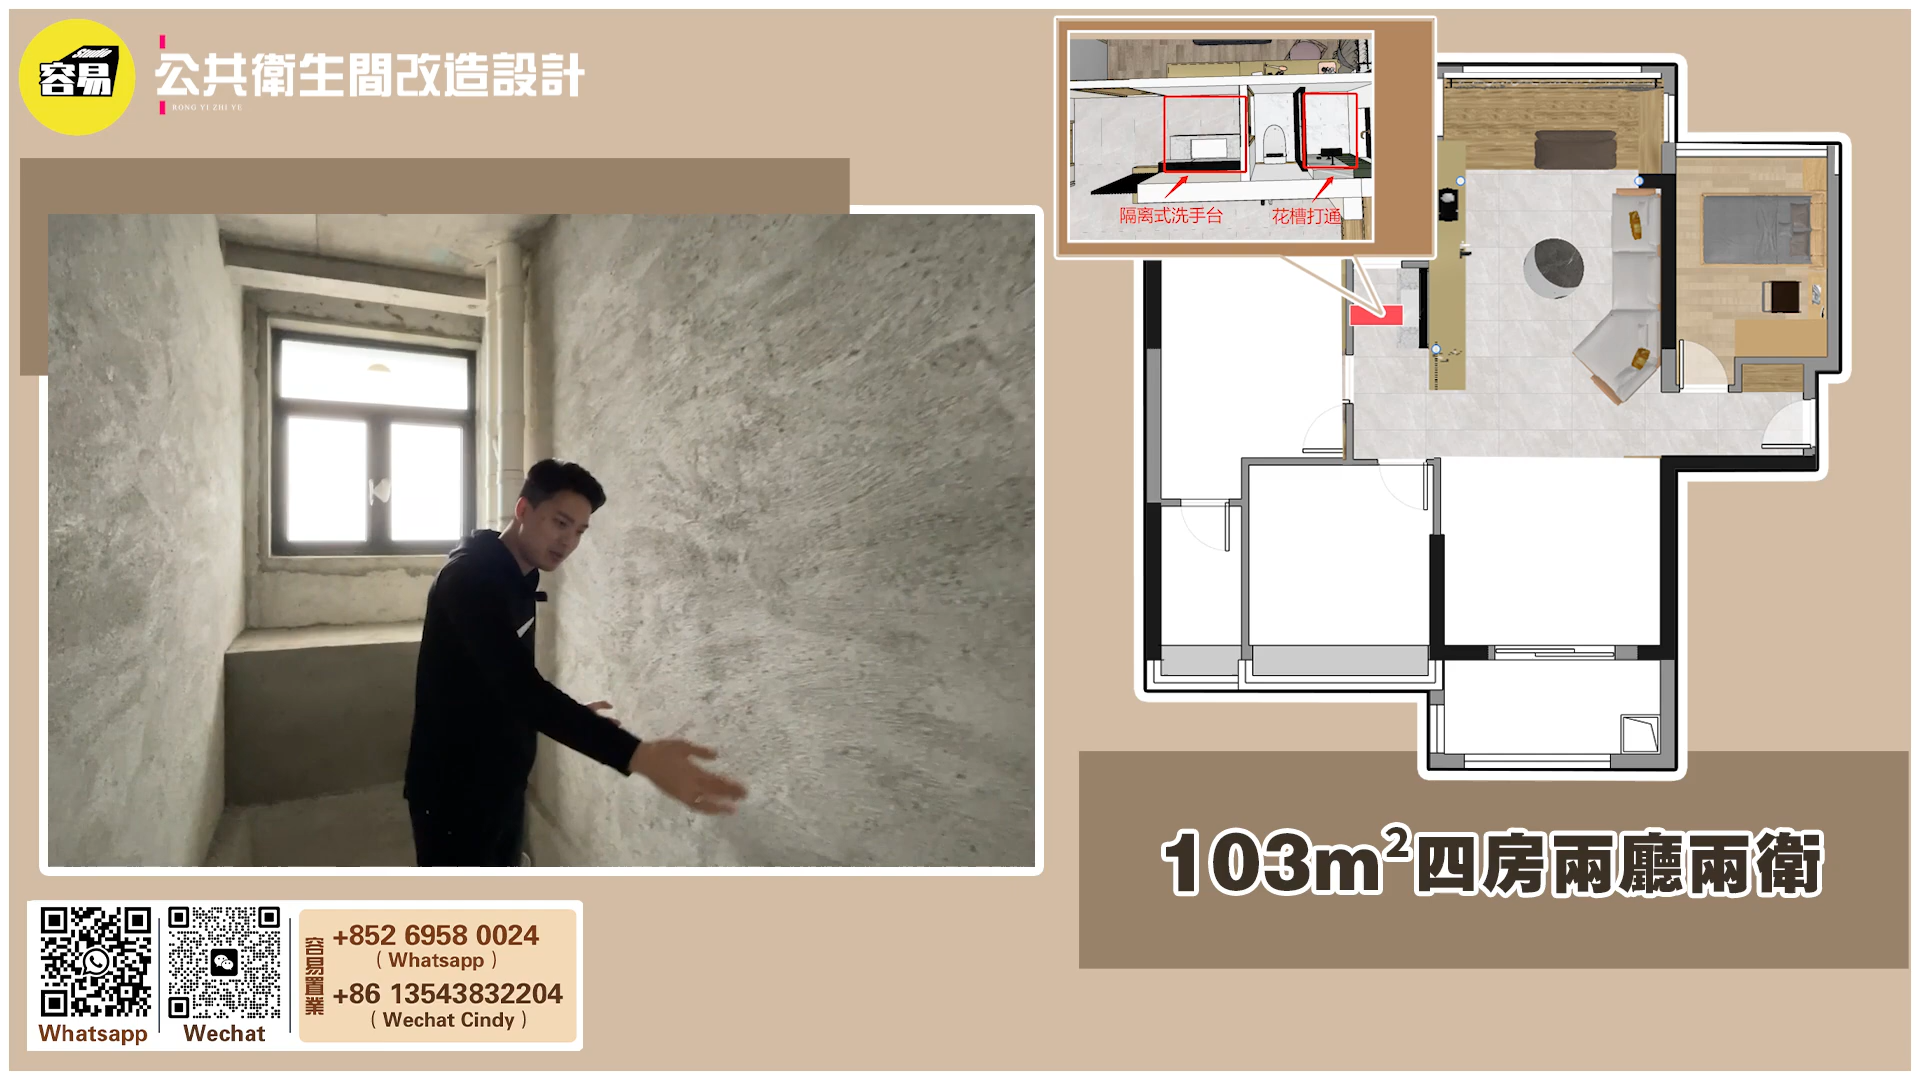 Studio
容易
公共衛生間改造設計
RONG YI ZHI YE
隔离式洗手台
花槽打通
103m²四房兩廳兩衛
Whatsapp
Wechat
容易置業
+852 6958 0024
( Whatsapp )
+86 13543832204
( Wechat Cindy )